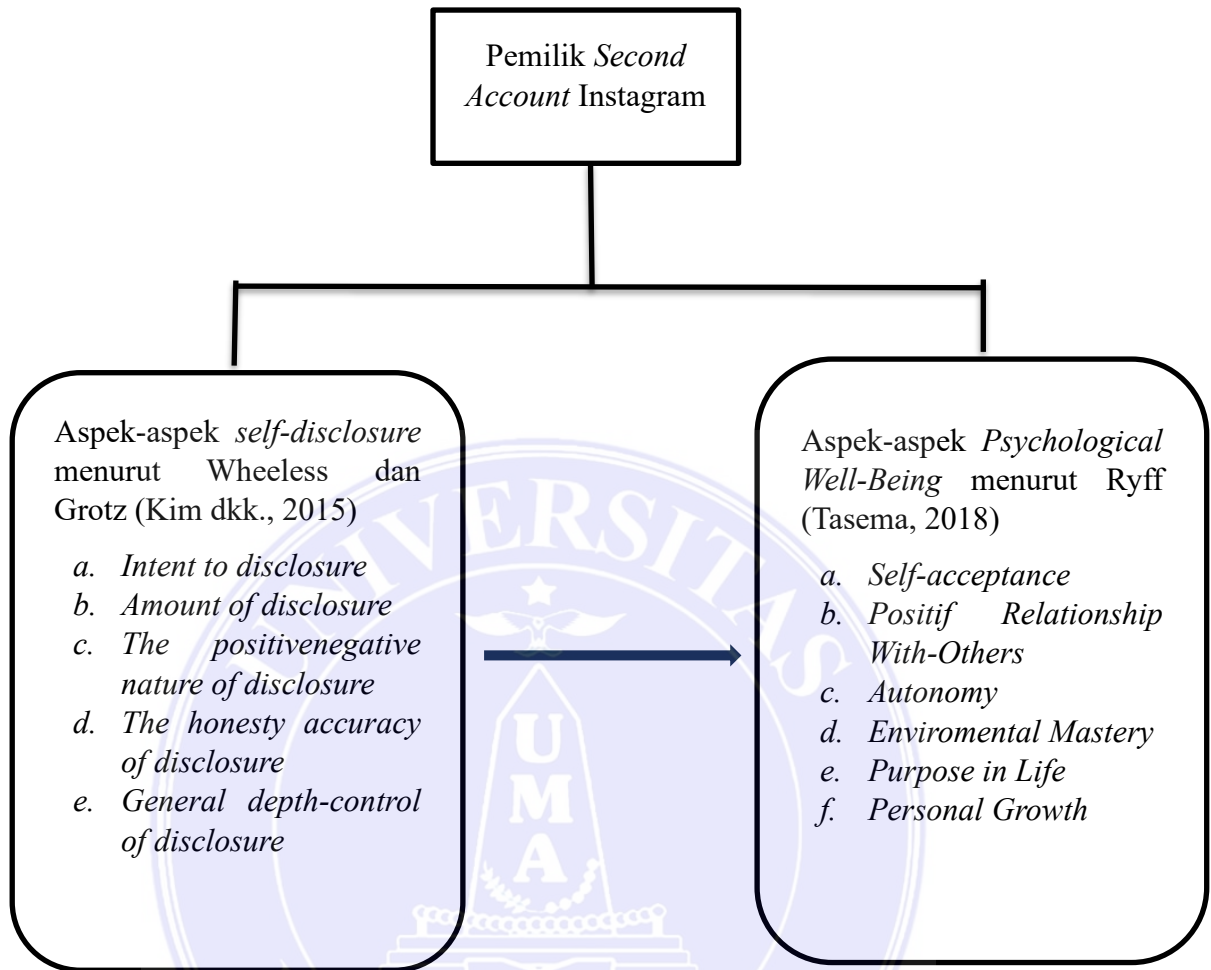 Pemilik Second
Account Instagram
Aspek-aspek self-disclosure
menurut Wheeless dan
Grotz (Kim dkk., 2015)
a. Intent to disclosure
b. Amount of disclosure
c. The positivenegative
nature of disclosure
d. The honesty accuracy
of disclosure
e. General depth-control
of disclosure
Aspek-aspek Psychological
Well-Being menurut Ryff
(Tasema, 2018)
a. Self-acceptance
b. Positif Relationship
With-Others
c. Autonomy
d. Enviromental Mastery
e. Purpose in Life
f. Personal Growth
UNIVERSITAS
UMA